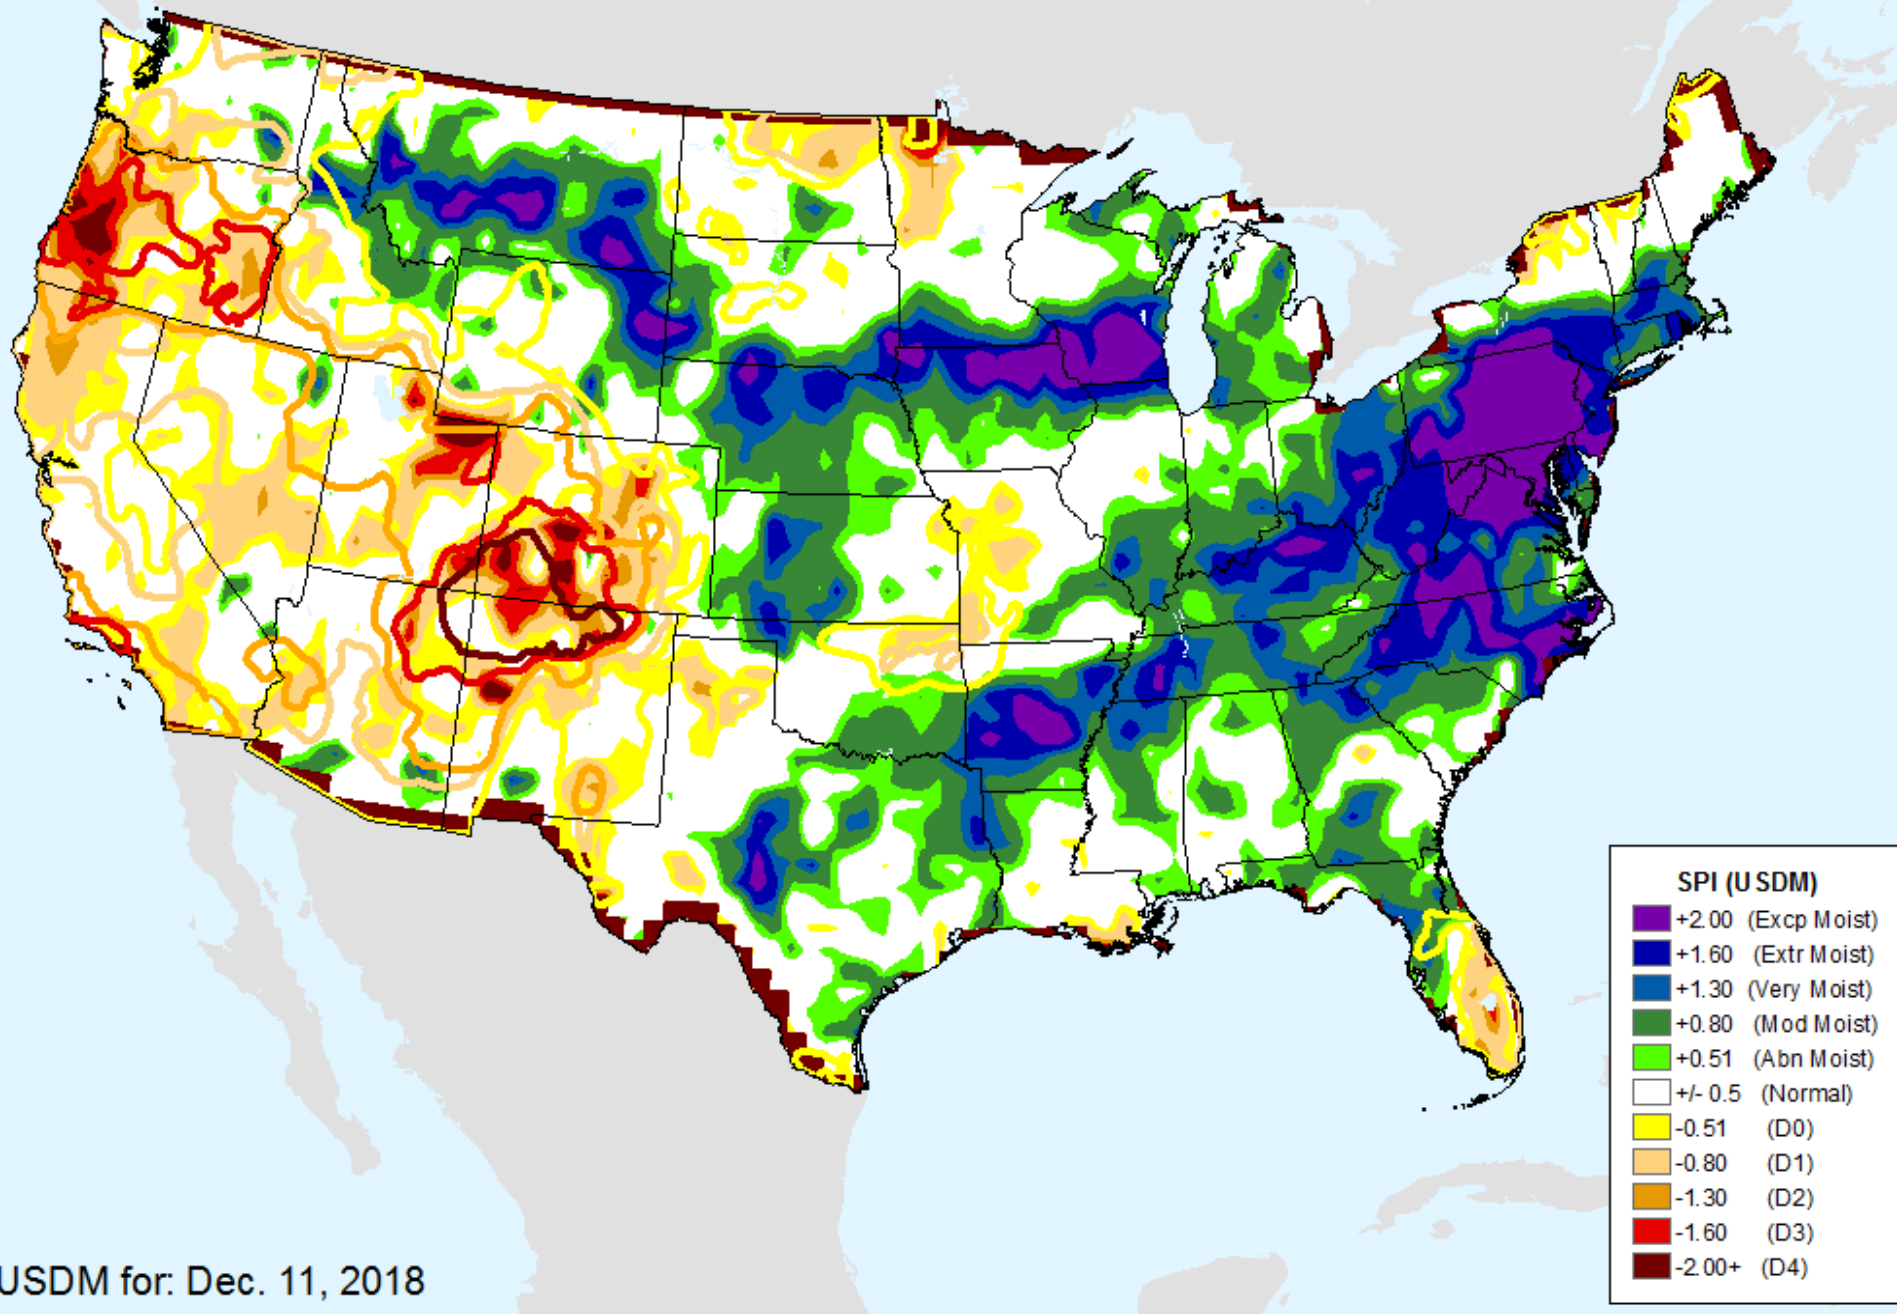 SPI (USDM)
+2.00 (Excp Moist)
+1.60 (Extr Moist)
+1.30 (Very Moist)
+0.80 (Mod Moist)
+0.51 (Abn Moist)
+/- 0.5 (Normal)
-0.51 (D0)
-0.80 (D1)
-1.30 (D2)
-1.60 (D3)
-2.00+ (D4)
USDM for: Dec. 11, 2018